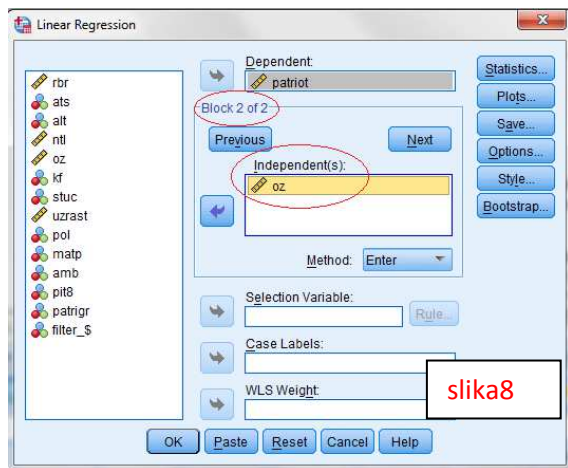 Linear Regression
rbr
ats
alt
ntl
oz
kf
stuc
uzrast
pol
matp
amb
pit8
patrigr
filter_$
Dependent:
patriot
Block 2 of 2
Previous
Next
Independent(s):
oz
Method: Enter
Selection Variable:
Rule...
Case Labels:
WLS Weight:
Statistics...
Plots...
Save...
Options...
Style...
Bootstrap...
slika8
OK Paste Reset Cancel Help